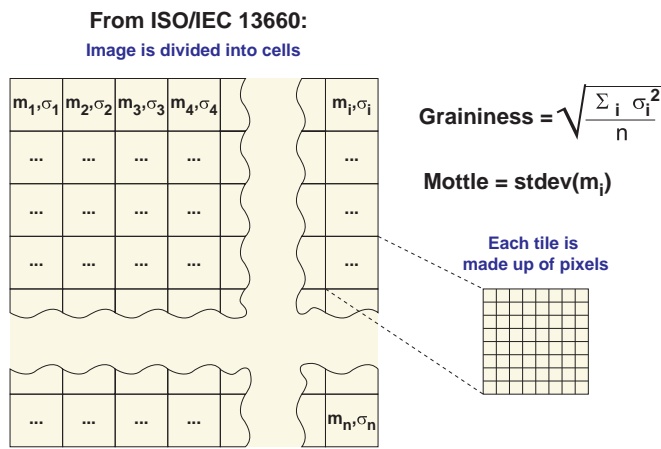 From ISO/IEC 13660:
Image is divided into cells
m₁,σ₁ m₂,σ₂ m₃,σ₃ m₄,σ₄ mᵢ,σᵢ
... ... ... ... ...
... ... ... ... ...
... ... ... ... ...
... ... ... ... mₙ,σₙ
Graininess = √(Σᵢ σᵢ² / n)
Mottle = stdev(mᵢ)
Each tile is
made up of pixels